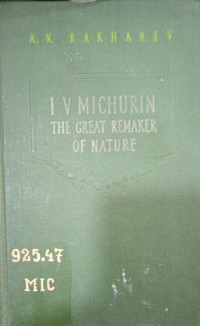 A. N. BAKHAREV
I V MICHURIN
THE GREAT REMAKER
OF NATURE
925.47
MIC